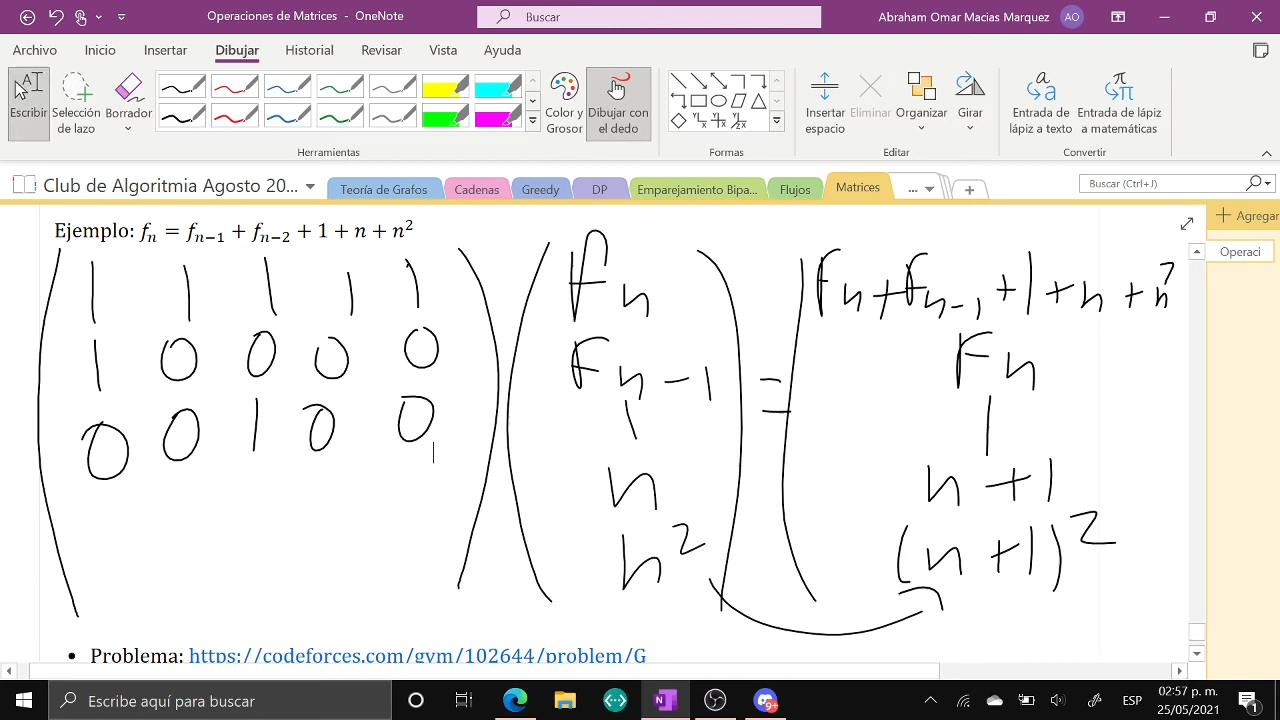 Operaciones de Matrices - OneNote
Buscar
Abraham Omar Macias Marquez AO
Archivo Inicio Insertar Dibujar Historial Revisar Vista Ayuda
Escribir
Selección de lazo
Borrador
Color y Grosor
Dibujar con el dedo
Insertar espacio
Eliminar
Organizar
Girar
Entrada de lápiz a texto
Entrada de lápiz a matemáticas
Herramientas
Formas
Editar
Convertir
Club de Algoritmia Agosto 20...
Teoría de Grafos Cadenas Greedy DP Emparejamiento Bipa... Flujos Matrices ...
Buscar (Ctrl+J)
Agregar
Operaci
Ejemplo: fₙ = fₙ₋₁ + fₙ₋₂ + 1 + n + n²
1 1 1 1 1
1 0 0 0 0
0 0 1 0 0
Fₙ
Fₙ₋₁
1
n
n²
=
Fₙ + Fₙ₋₁ + 1 + n + n²
Fₙ
1
n + 1
(n + 1)²
• Problema: https://codeforces.com/gym/102644/problem/G
Escribe aquí para buscar
9+
ESP
02:57 p. m.
25/05/2021
1